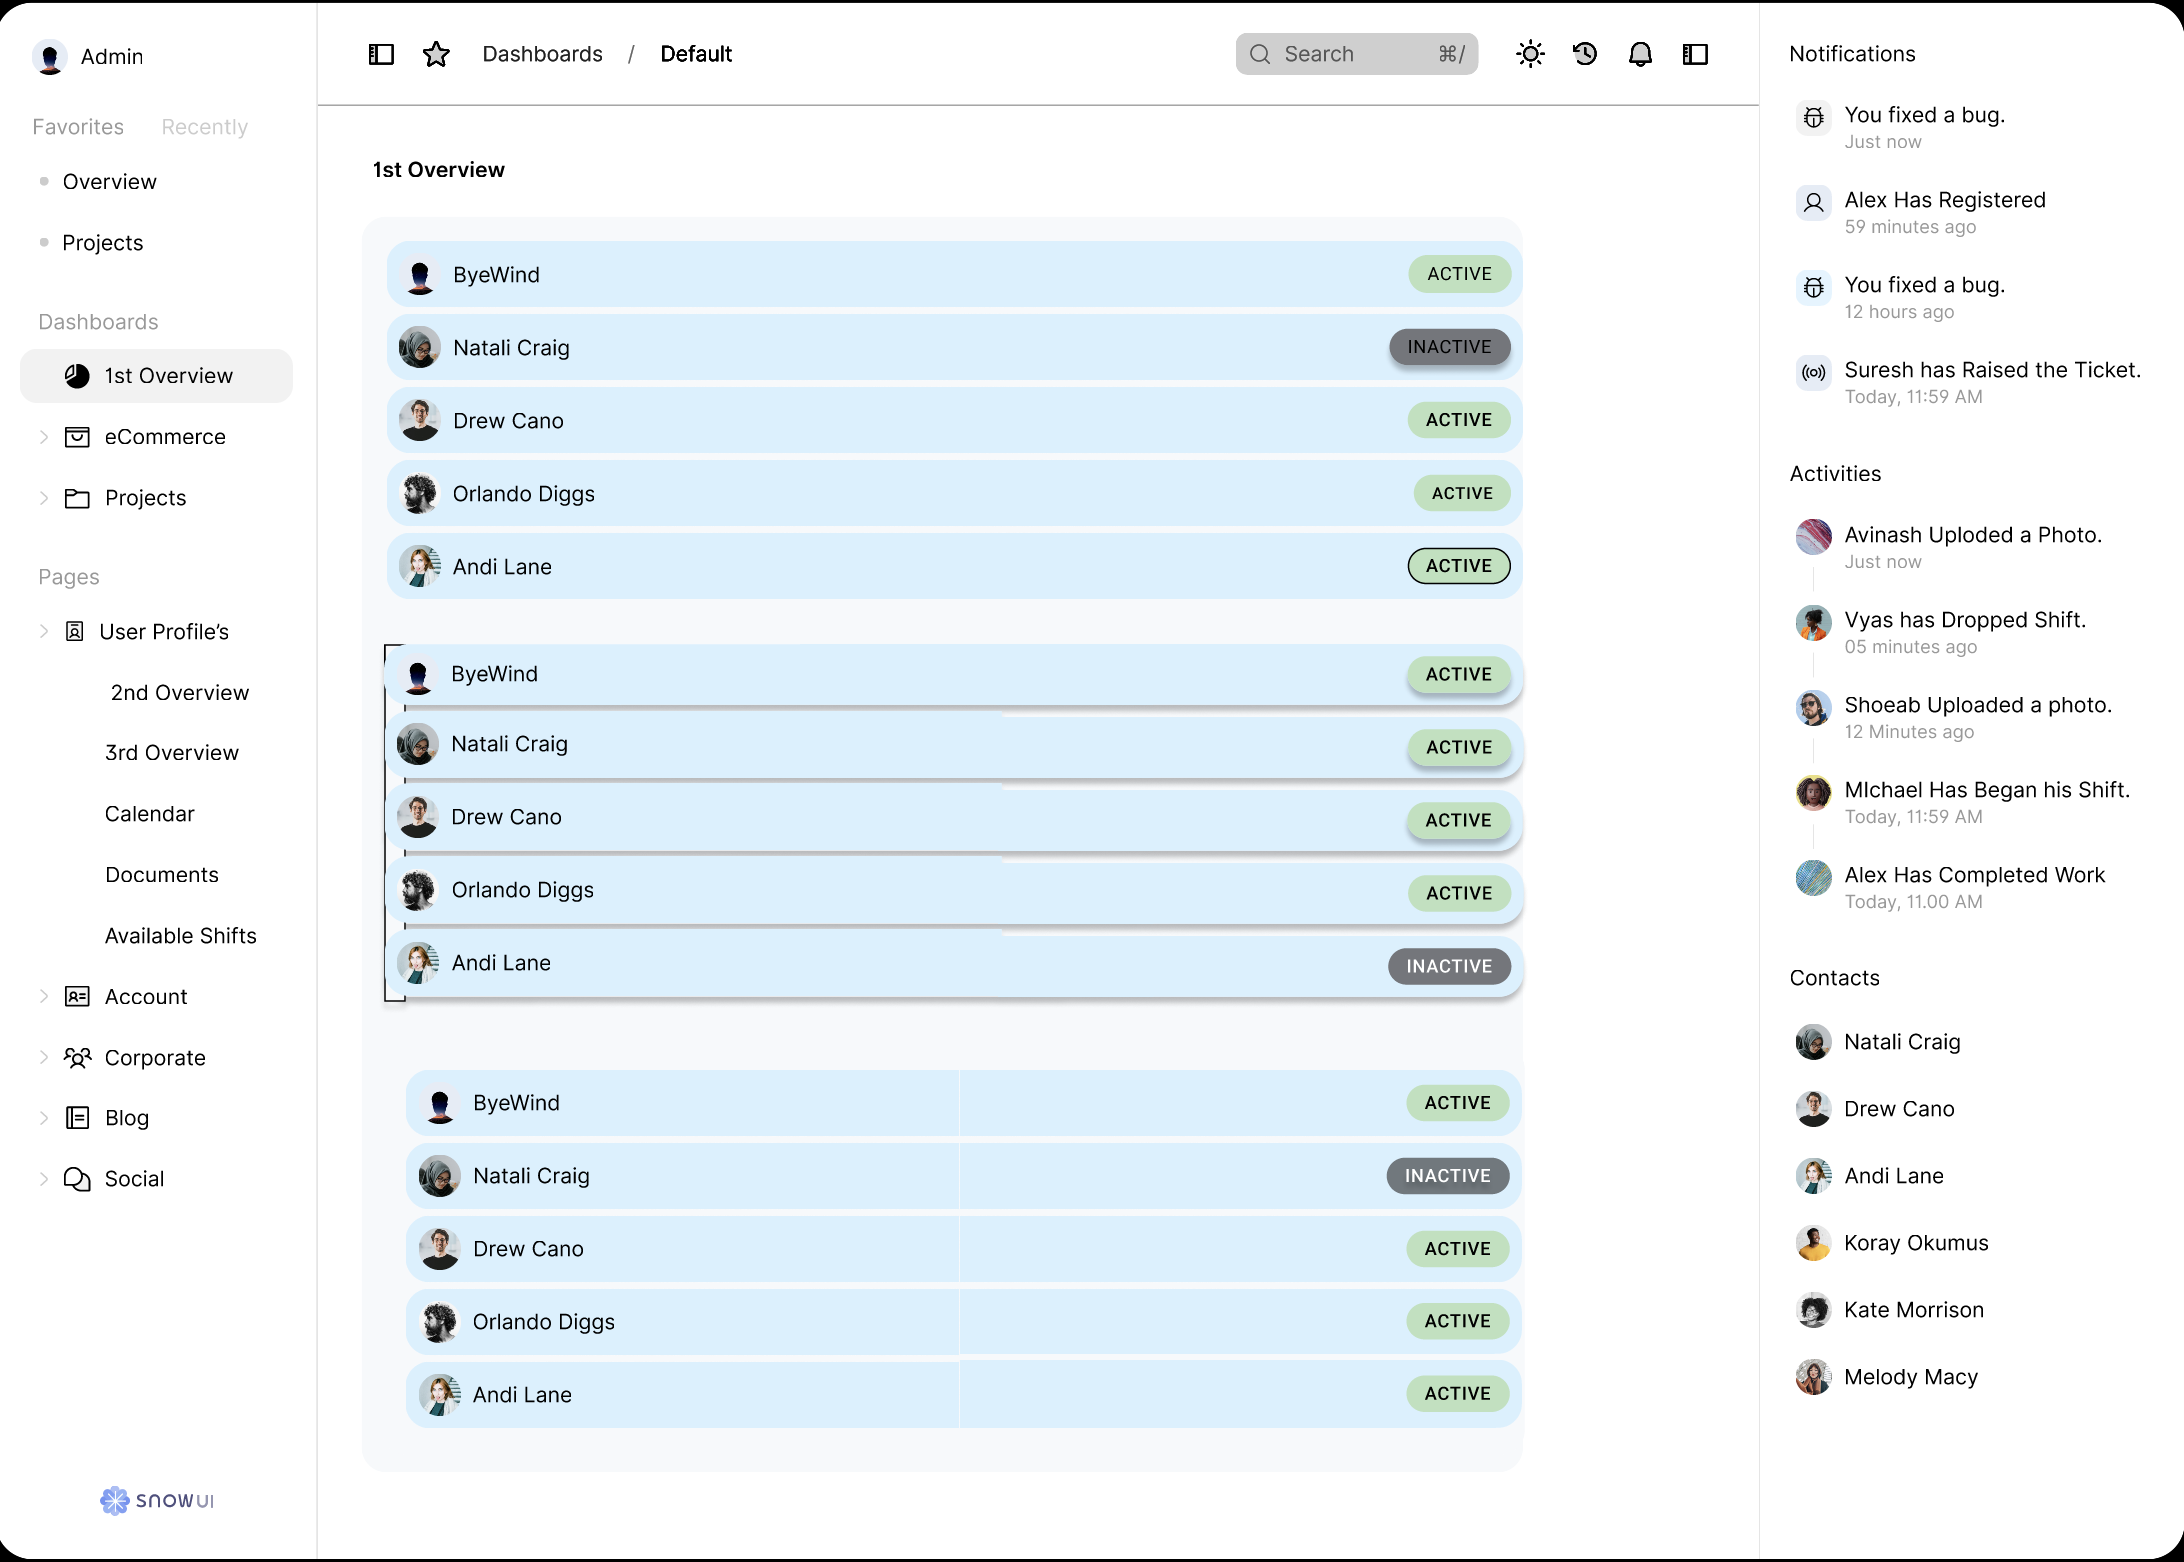 Admin
Favorites Recently
Overview
Projects
Dashboards
1st Overview
eCommerce
Projects
Pages
User Profile’s
2nd Overview
3rd Overview
Calendar
Documents
Available Shifts
Account
Corporate
Blog
Social
snow UI
Dashboards / Default
Search ⌘/
1st Overview
ByeWind ACTIVE
Natali Craig INACTIVE
Drew Cano ACTIVE
Orlando Diggs ACTIVE
Andi Lane ACTIVE
ByeWind ACTIVE
Natali Craig ACTIVE
Drew Cano ACTIVE
Orlando Diggs ACTIVE
Andi Lane INACTIVE
ByeWind ACTIVE
Natali Craig INACTIVE
Drew Cano ACTIVE
Orlando Diggs ACTIVE
Andi Lane ACTIVE
Notifications
You fixed a bug.
Just now
Alex Has Registered
59 minutes ago
You fixed a bug.
12 hours ago
Suresh has Raised the Ticket.
Today, 11:59 AM
Activities
Avinash Uploded a Photo.
Just now
Vyas has Dropped Shift.
05 minutes ago
Shoeab Uploaded a photo.
12 Minutes ago
MIchael Has Began his Shift.
Today, 11:59 AM
Alex Has Completed Work
Today, 11.00 AM
Contacts
Natali Craig
Drew Cano
Andi Lane
Koray Okumus
Kate Morrison
Melody Macy